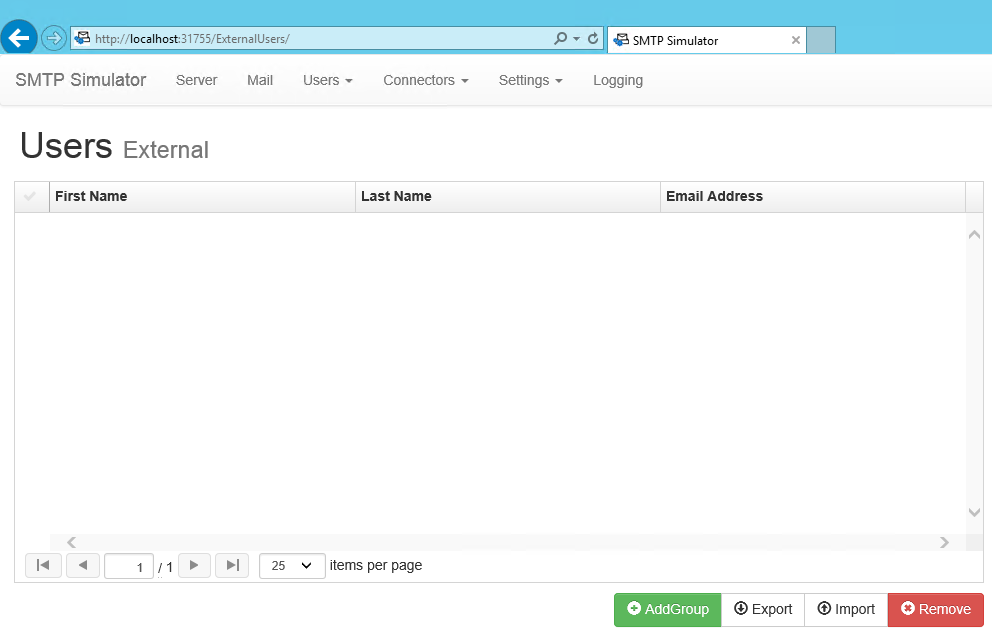 http://localhost:31755/ExternalUsers/
SMTP Simulator
SMTP Simulator Server Mail Users Connectors Settings Logging
Users External
First Name Last Name Email Address
1 / 1 25 items per page
AddGroup Export Import Remove